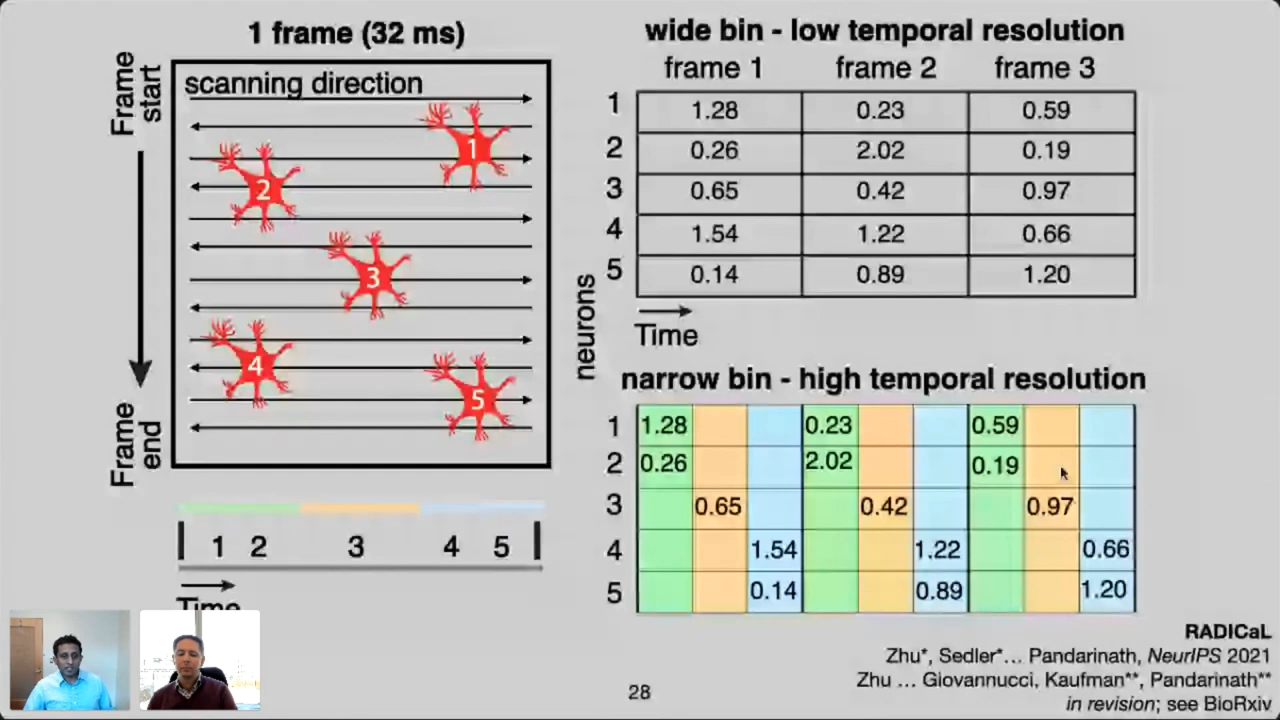 1 frame (32 ms)
Frame start
scanning direction
1
2
3
4
5
Frame end
1 2 3 4 5
Time
wide bin - low temporal resolution
frame 1 frame 2 frame 3
1 1.28 0.23 0.59
2 0.26 2.02 0.19
3 0.65 0.42 0.97
4 1.54 1.22 0.66
5 0.14 0.89 1.20
Time
neurons
narrow bin - high temporal resolution
1 1.28 0.23 0.59
2 0.26 2.02 0.19
3 0.65 0.42 0.97
4 1.54 1.22 0.66
5 0.14 0.89 1.20
RADICaL
Zhu*, Sedler*... Pandarinath, NeurIPS 2021
Zhu ... Giovannucci, Kaufman**, Pandarinath**
in revision; see BioRxiv
28